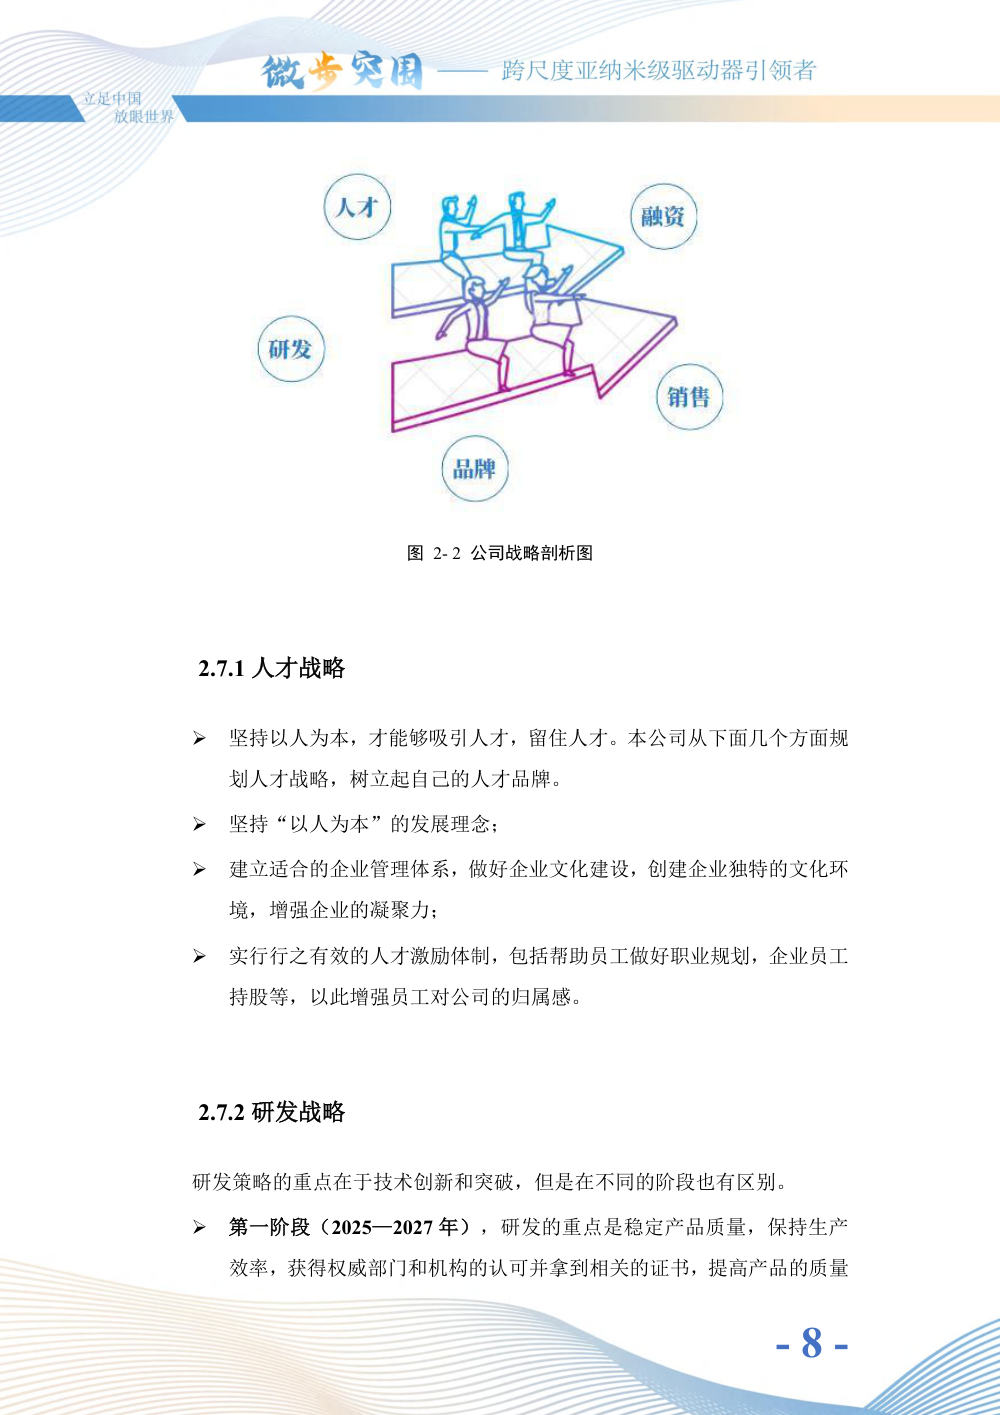 微步突围 —— 跨尺度亚纳米级驱动器引领者
立足中国
放眼世界
人才
融资
研发
销售
品牌
图 2- 2 公司战略剖析图
2.7.1 人才战略
➢ 坚持以人为本，才能够吸引人才，留住人才。本公司从下面几个方面规
划人才战略，树立起自己的人才品牌。
➢ 坚持“以人为本”的发展理念；
➢ 建立适合的企业管理体系，做好企业文化建设，创建企业独特的文化环
境，增强企业的凝聚力；
➢ 实行行之有效的人才激励体制，包括帮助员工做好职业规划，企业员工
持股等，以此增强员工对公司的归属感。
2.7.2 研发战略
研发策略的重点在于技术创新和突破，但是在不同的阶段也有区别。
➢ 第一阶段（2025—2027 年），研发的重点是稳定产品质量，保持生产
效率，获得权威部门和机构的认可并拿到相关的证书，提高产品的质量
- 8 -